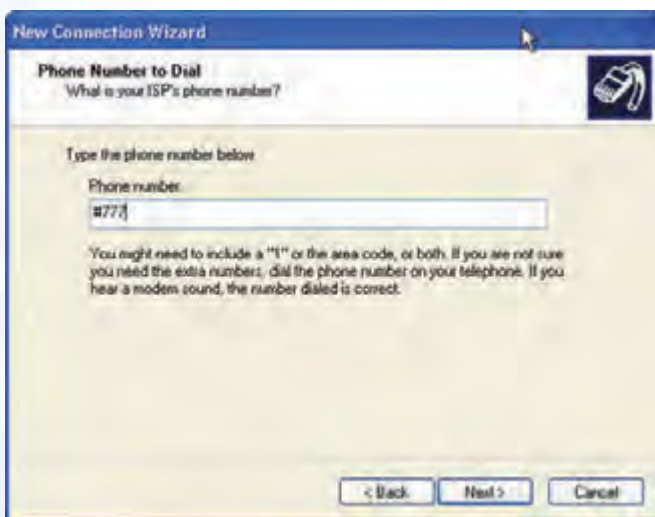 New Connection Wizard
Phone Number to Dial
What is your ISP's phone number?
Type the phone number below.
Phone number:
#777
You might need to include a "1" or the area code, or both. If you are not sure
you need the extra numbers, dial the phone number on your telephone. If you
hear a modem sound, the number dialed is correct.
< Back
Next >
Cancel